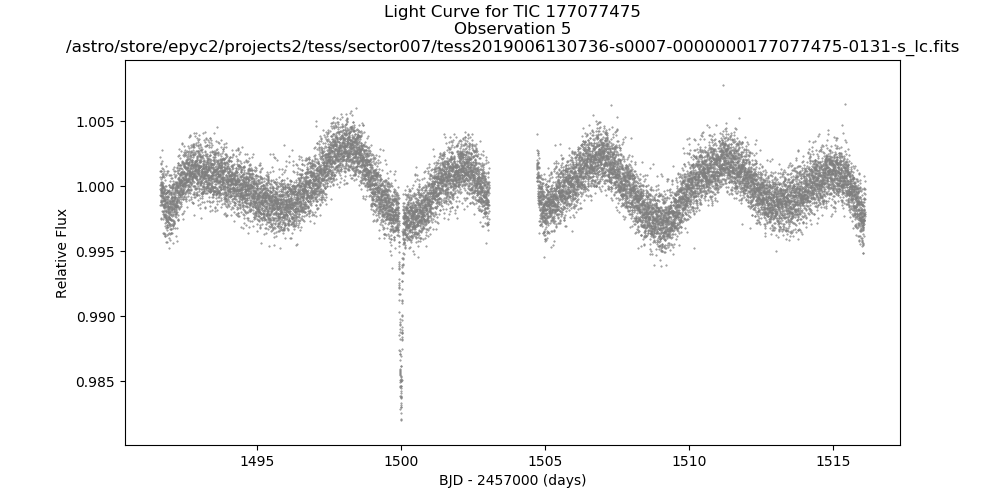 Light Curve for TIC 177077475
Observation 5
/astro/store/epyc2/projects2/tess/sector007/tess2019006130736-s0007-0000000177077475-0131-s_lc.fits
1.005
1.000
0.995
0.990
0.985
Relative Flux
1495
1500
1505
1510
1515
BJD - 2457000 (days)